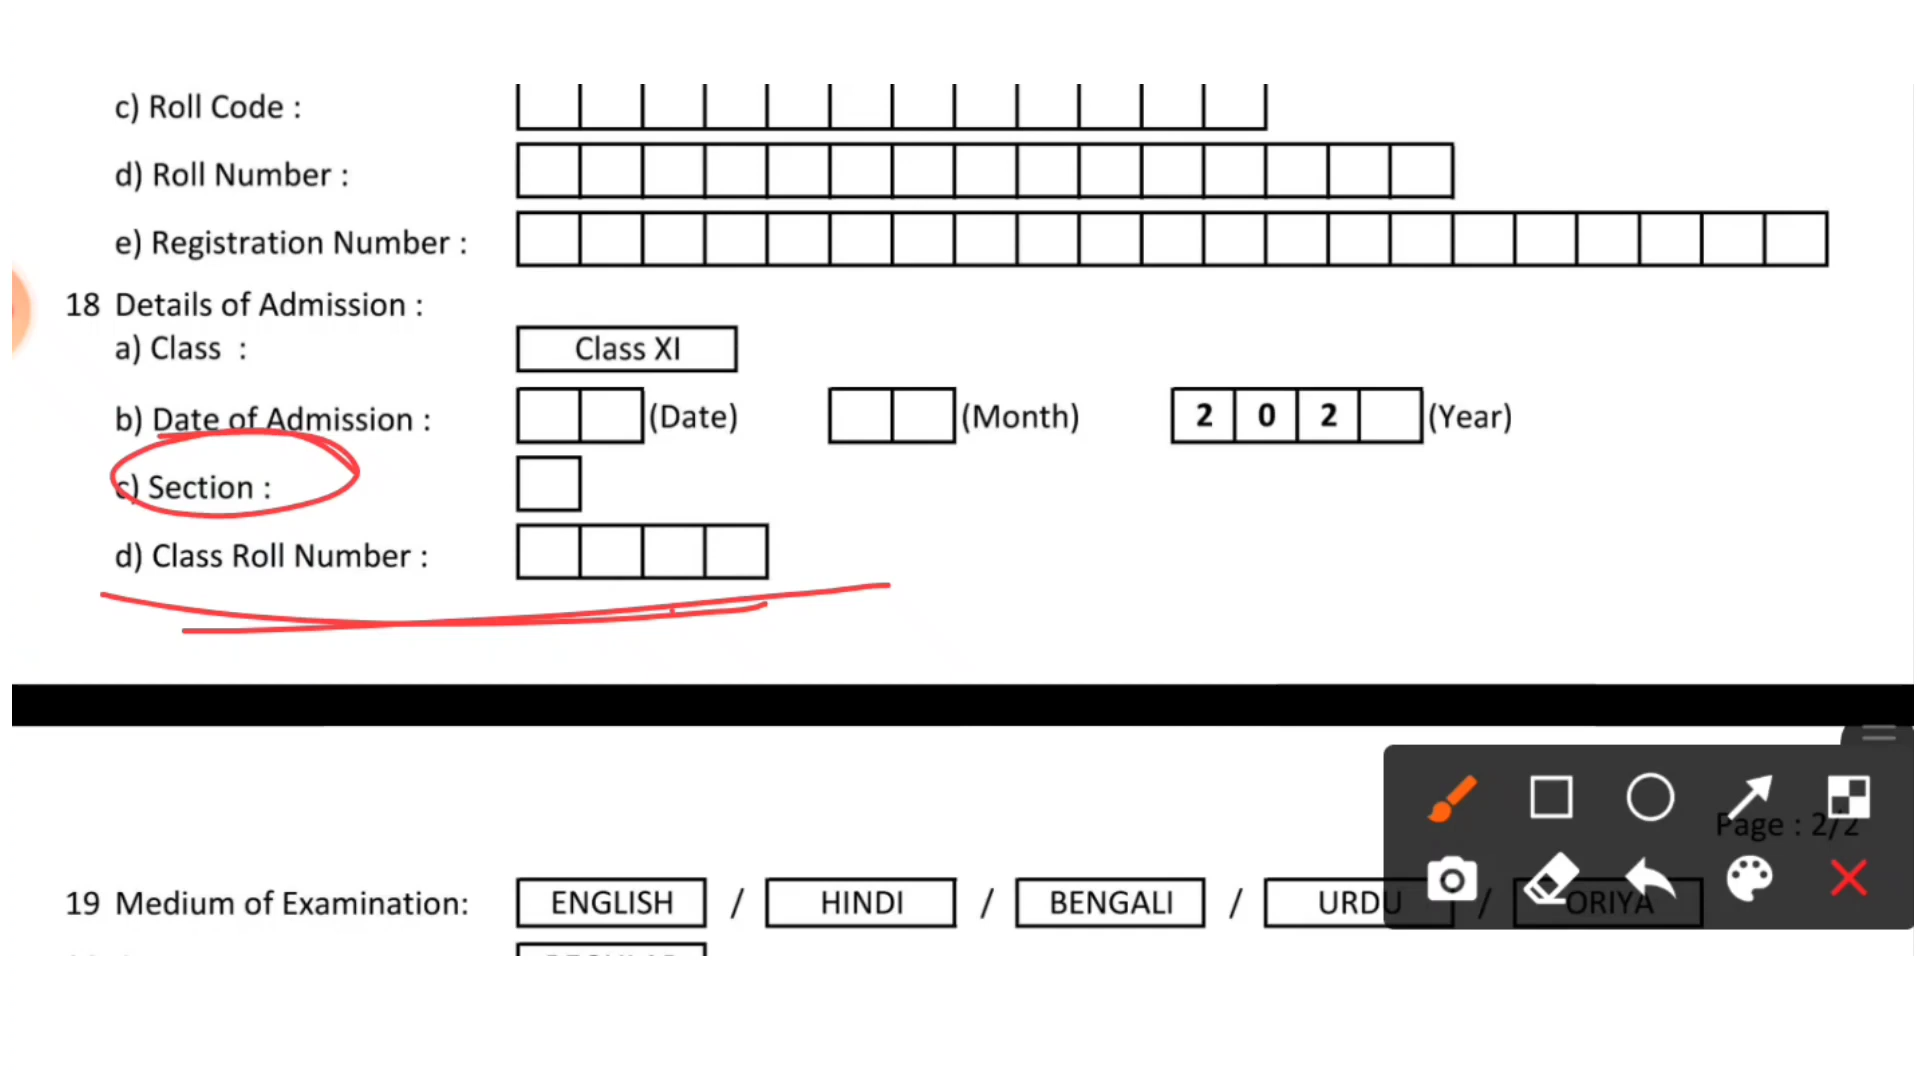 c) Roll Code :
d) Roll Number :
e) Registration Number :
18 Details of Admission :
a) Class : Class XI
b) Date of Admission : (Date) (Month) 2 0 2 (Year)
c) Section :
d) Class Roll Number :
Page : 2/2
19 Medium of Examination: ENGLISH / HINDI / BENGALI / URDU / ORIYA